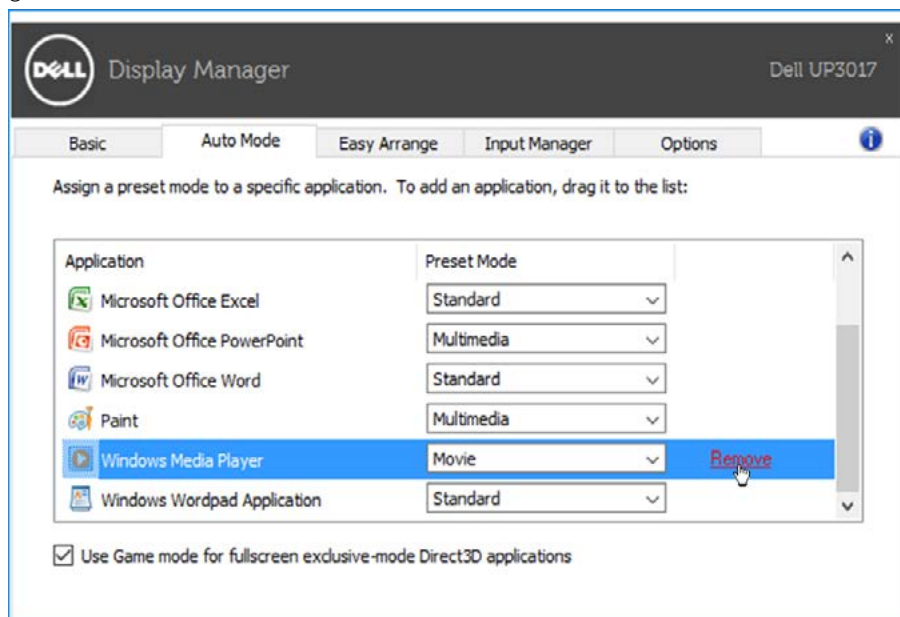 DELL Display Manager Dell UP3017 x
Basic Auto Mode Easy Arrange Input Manager Options i
Assign a preset mode to a specific application. To add an application, drag it to the list:
Application Preset Mode
Microsoft Office Excel Standard
Microsoft Office PowerPoint Multimedia
Microsoft Office Word Standard
Paint Multimedia
Windows Media Player Movie Remove
Windows Wordpad Application Standard
Use Game mode for fullscreen exclusive-mode Direct3D applications